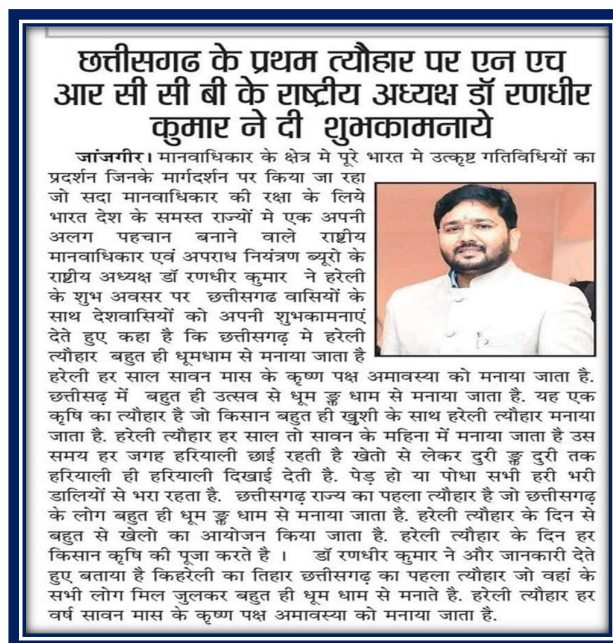 छत्तीसगढ के प्रथम त्यौहार पर एन एच
आर सी सी बी के राष्ट्रीय अध्यक्ष डॉ रणधीर
कुमार ने दी शुभकामनाये
जांजगीर। मानवाधिकार के क्षेत्र मे पूरे भारत मे उत्कृष्ट गतिविधियों का
प्रदर्शन जिनके मार्गदर्शन पर किया जा रहा
जो सदा मानवाधिकार की रक्षा के लिये
भारत देश के समस्त राज्यों मे एक अपनी
अलग पहचान बनाने वाले राष्ट्रीय
मानवाधिकार एवं अपराध नियंत्रण ब्यूरो के
राष्ट्रीय अध्यक्ष डॉ रणधीर कुमार ने हरेली
के शुभ अवसर पर छत्तीसगढ वासियों के
साथ देशवासियों को अपनी शुभकामनाएं
देते हुए कहा है कि छत्तीसगढ़ मे हरेली
त्यौहार बहुत ही धूमधाम से मनाया जाता है
हरेली हर साल सावन मास के कृष्ण पक्ष अमावस्या को मनाया जाता है.
छत्तीसढ़ में बहुत ही उत्सव से धूम ङ्क धाम से मनाया जाता है. यह एक
कृषि का त्यौहार है जो किसान बहुत ही खुशी के साथ हरेली त्यौहार मनाया
जाता है. हरेली त्यौहार हर साल तो सावन के महिना में मनाया जाता है उस
समय हर जगह हरियाली छाई रहती है खेतो से लेकर दुरी ङ्क दुरी तक
हरियाली ही हरियाली दिखाई देती है. पेड़ हो या पोधा सभी हरी भरी
डालियों से भरा रहता है. छत्तीसगढ़ राज्य का पहला त्यौहार है जो छत्तीसगढ़
के लोग बहुत ही धूम ङ्क धाम से मनाया जाता है. हरेली त्यौहार के दिन से
बहुत से खेलो का आयोजन किया जाता है. हरेली त्यौहार के दिन हर
किसान कृषि की पूजा करते है । डॉ रणधीर कुमार ने और जानकारी देते
हुए बताया है किहरेली का तिहार छत्तीसगढ़ का पहला त्यौहार जो वहां के
सभी लोग मिल जुलकर बहुत ही धूम धाम से मनाते है. हरेली त्यौहार हर
वर्ष सावन मास के कृष्ण पक्ष अमावस्या को मनाया जाता है.